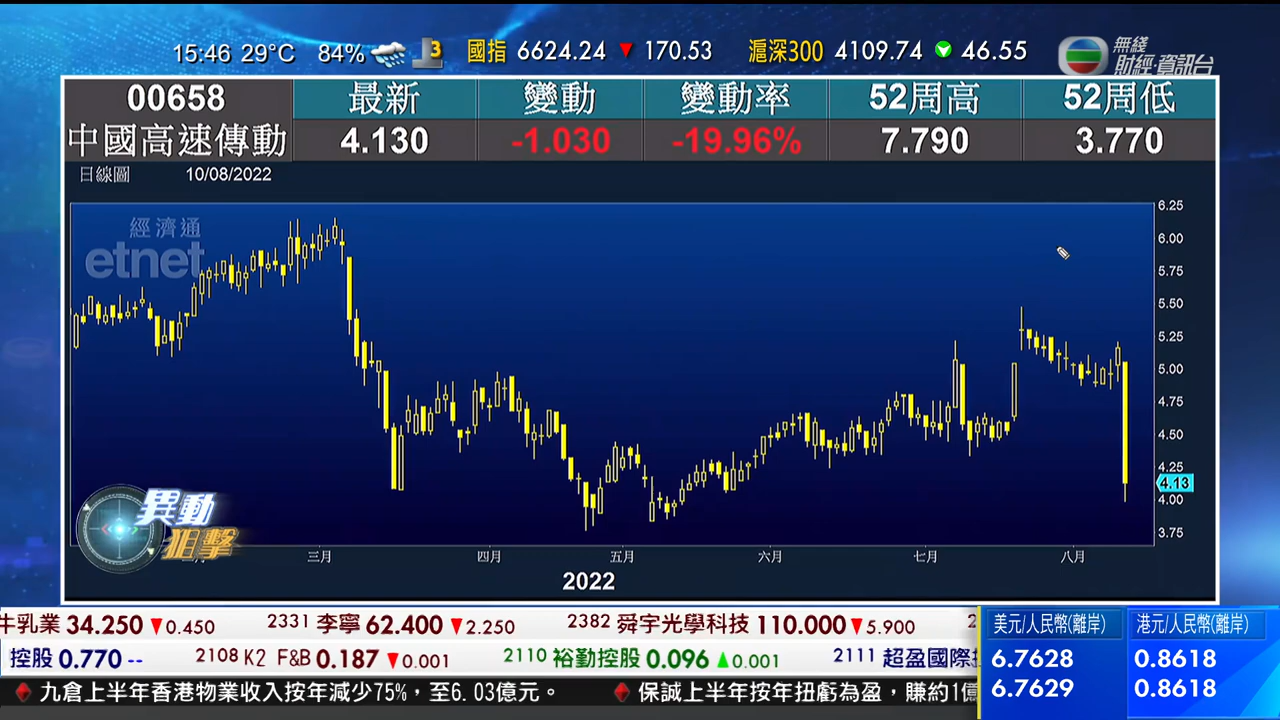 15:46 29°C 84% 3 國指 6624.24 ▼ 170.53 滬深300 4109.74 46.55
無綫
財經·資訊台
00658 最新 變動 變動率 52周高 52周低
中國高速傳動 4.130 -1.030 -19.96% 7.790 3.770
日線圖 10/08/2022
經濟通
etnet
6.25
6.00
5.75
5.50
5.25
5.00
4.75
4.50
4.25
4.13
4.00
3.75
異動
狙擊
三月 四月 五月 六月 七月 八月
2022
牛乳業 34.250 ▼0.450 2331 李寧 62.400 ▼2.250 2382 舜宇光學科技 110.000 ▼5.900
控股 0.770 -- 2108 K2 F&B 0.187 ▼0.001 2110 裕勤控股 0.096 ▲0.001 2111 超盈國際
九倉上半年香港物業收入按年減少75%，至6.03億元。 保誠上半年按年扭虧為盈，賺約1億
美元/人民幣(離岸) 港元/人民幣(離岸)
6.7628 0.8618
6.7629 0.8618